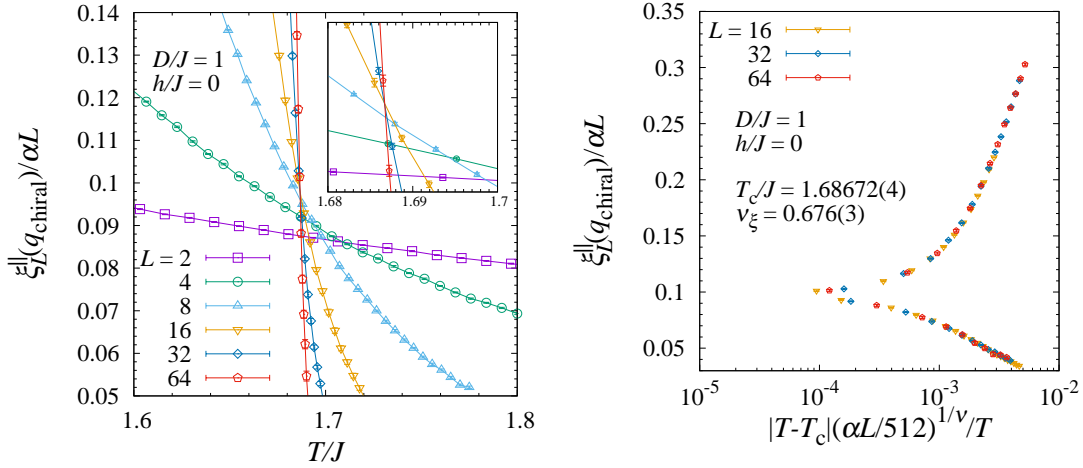 0.14
0.13
0.12
0.11
0.1
0.09
0.08
0.07
0.06
0.05
1.6
1.7
1.8
T/J
ξ_L^||(q_chiral)/αL
D/J = 1
h/J = 0
L = 2
4
8
16
32
64
1.68
1.69
1.7
0.35
0.3
0.25
0.2
0.15
0.1
0.05
10^-5
10^-4
10^-3
10^-2
|T-T_c|(αL/512)^1/ν/T
ξ_L^||(q_chiral)/αL
L = 16
32
64
D/J = 1
h/J = 0
T_c/J = 1.68672(4)
ν_ξ = 0.676(3)